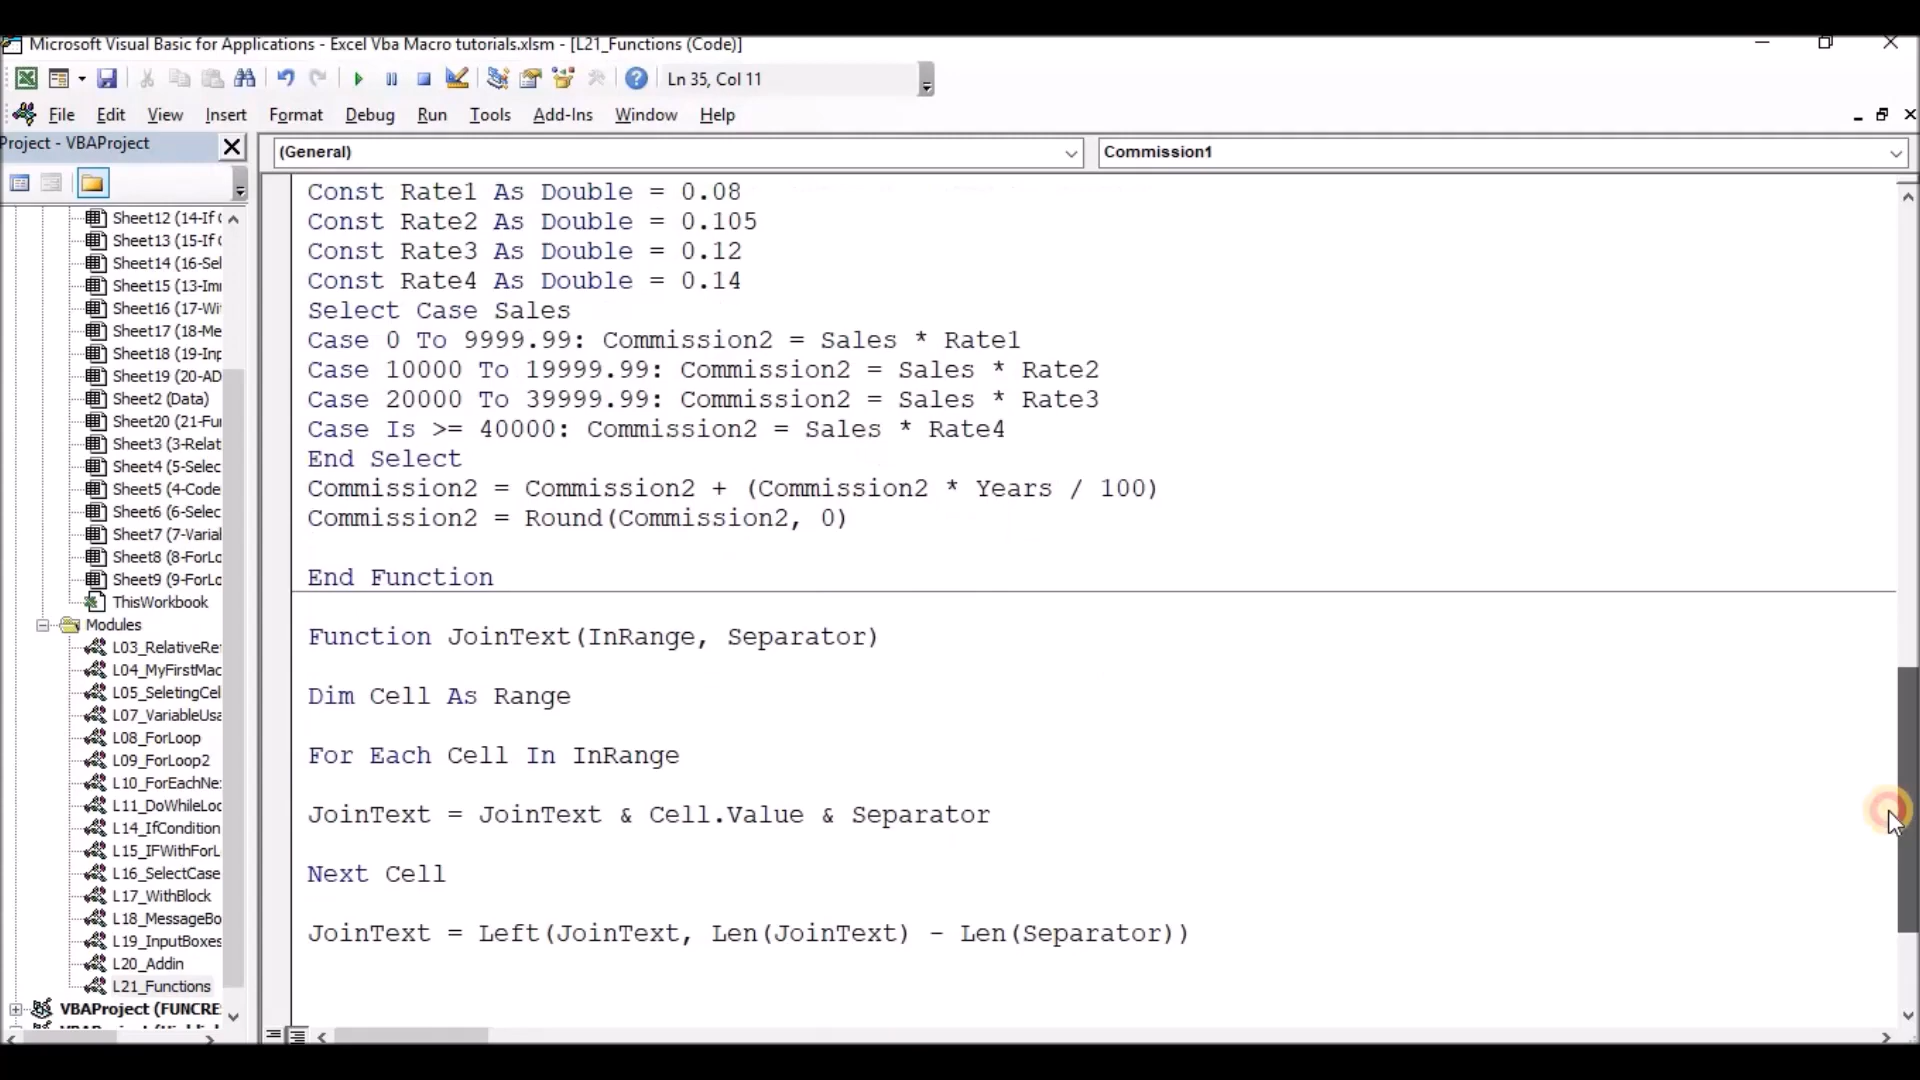 Microsoft Visual Basic for Applications - Excel Vba Macro tutorials.xlsm - [L21_Functions (Code)]
Ln 35, Col 11
File Edit View Insert Format Debug Run Tools Add-Ins Window Help
Project - VBAProject
(General)
Commission1
Sheet12 (14-If
Sheet13 (15-If
Sheet14 (16-Sel
Sheet15 (13-Im
Sheet16 (17-Wi
Sheet17 (18-Me
Sheet18 (19-Inp
Sheet19 (20-AD
Sheet2 (Data)
Sheet20 (21-Fu
Sheet3 (3-Relat
Sheet4 (5-Selec
Sheet5 (4-Code
Sheet6 (6-Selec
Sheet7 (7-Varial
Sheet8 (8-ForLo
Sheet9 (9-ForLo
ThisWorkbook
Modules
L03_RelativeRe
L04_MyFirstMac
L05_SeletingCel
L07_VariableUsa
L08_ForLoop
L09_ForLoop2
L10_ForEachNe
L11_DoWhileLoo
L14_IfCondition
L15_IFWithForL
L16_SelectCase
L17_WithBlock
L18_MessageBo
L19_InputBoxes
L20_Addin
L21_Functions
VBAProject (FUNCRE
Const Rate1 As Double = 0.08
Const Rate2 As Double = 0.105
Const Rate3 As Double = 0.12
Const Rate4 As Double = 0.14
Select Case Sales
Case 0 To 9999.99: Commission2 = Sales * Rate1
Case 10000 To 19999.99: Commission2 = Sales * Rate2
Case 20000 To 39999.99: Commission2 = Sales * Rate3
Case Is >= 40000: Commission2 = Sales * Rate4
End Select
Commission2 = Commission2 + (Commission2 * Years / 100)
Commission2 = Round(Commission2, 0)
End Function
Function JoinText(InRange, Separator)
Dim Cell As Range
For Each Cell In InRange
JoinText = JoinText & Cell.Value & Separator
Next Cell
JoinText = Left(JoinText, Len(JoinText) - Len(Separator))